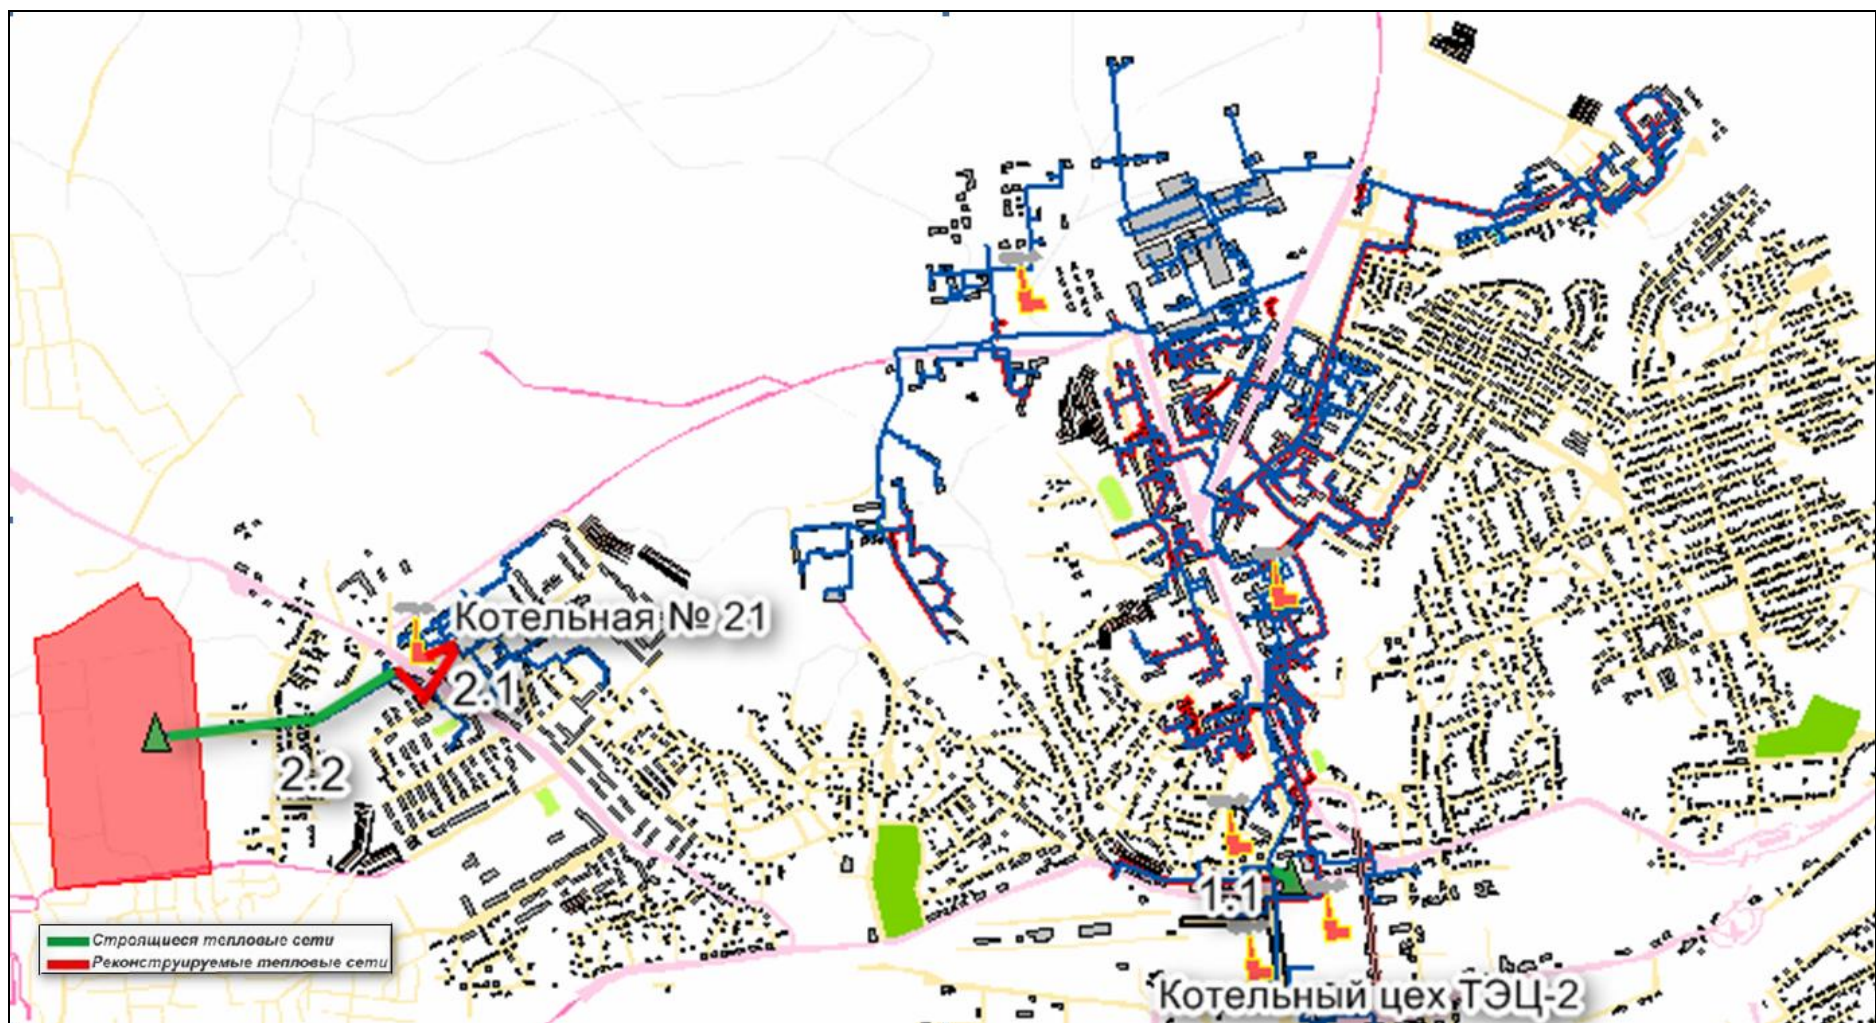 Котельная № 21
2.1
2.2
1.1
Строящиеся тепловые сети
Реконструируемые тепловые сети
Котельный цех ТЭЦ-2